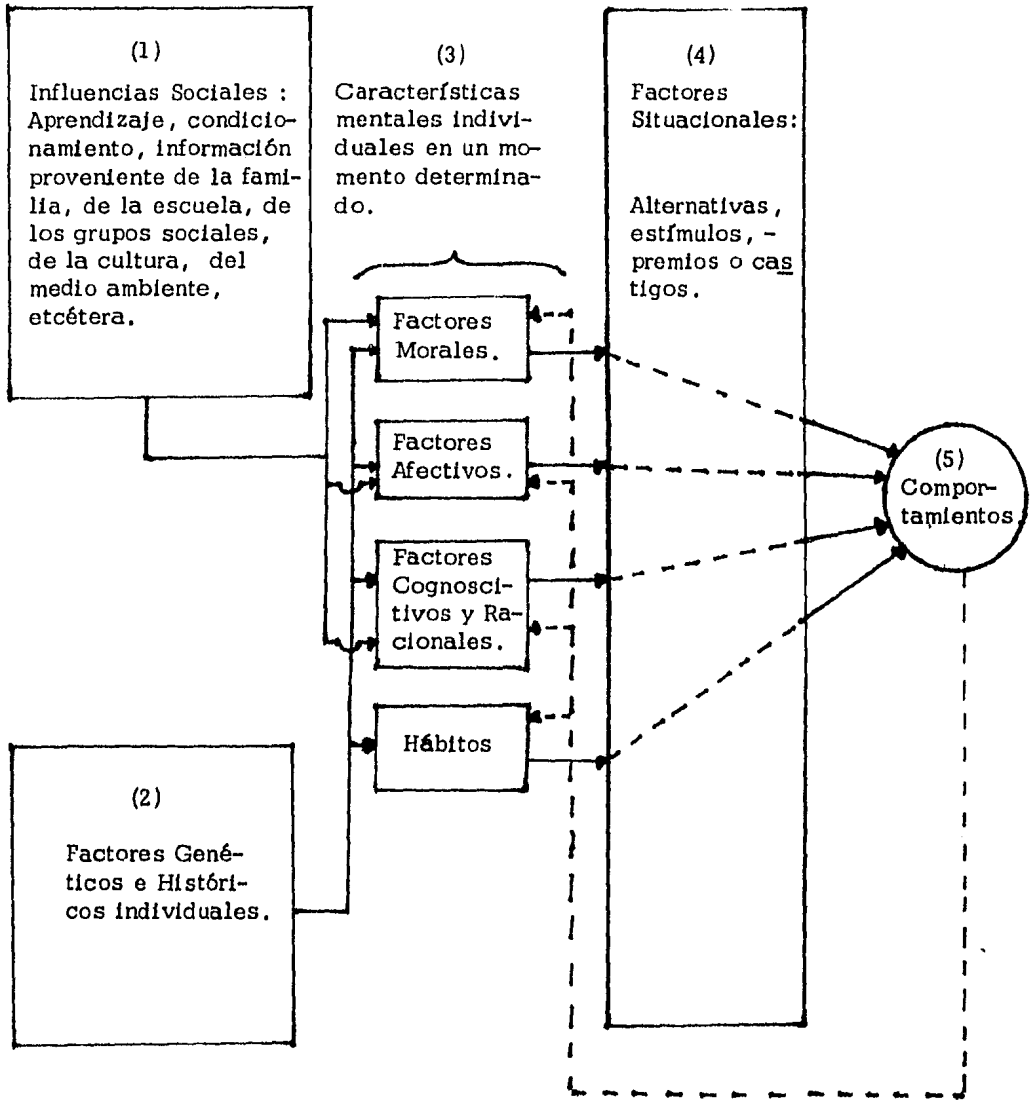 (1)
Influencias Sociales :
Aprendizaje, condicio-
namiento, información
proveniente de la fami-
lia, de la escuela, de
los grupos sociales,
de la cultura, del
medio ambiente,
etcétera.
(3)
Características
mentales indivi-
duales en un mo-
mento determina-
do.
(4)
Factores
Situacionales:
Alternativas,
estímulos, -
premios o cas
tigos.
Factores
Morales.
Factores
Afectivos.
Factores
Cognosci-
tivos y Ra-
cionales.
Hábitos
(5)
Compor-
tamientos
(2)
Factores Gené-
ticos e Históri-
cos individuales.